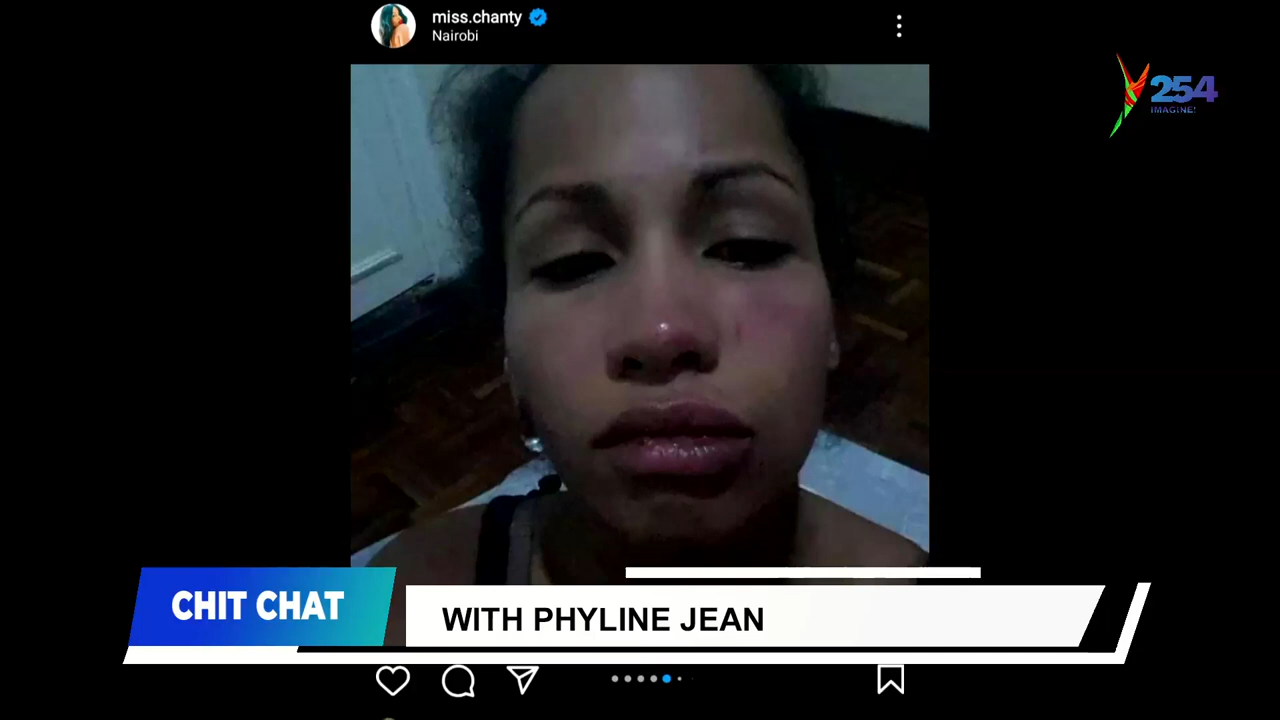 miss.chanty
Nairobi
254
IMAGINE!
CHIT CHAT
WITH PHYLINE JEAN